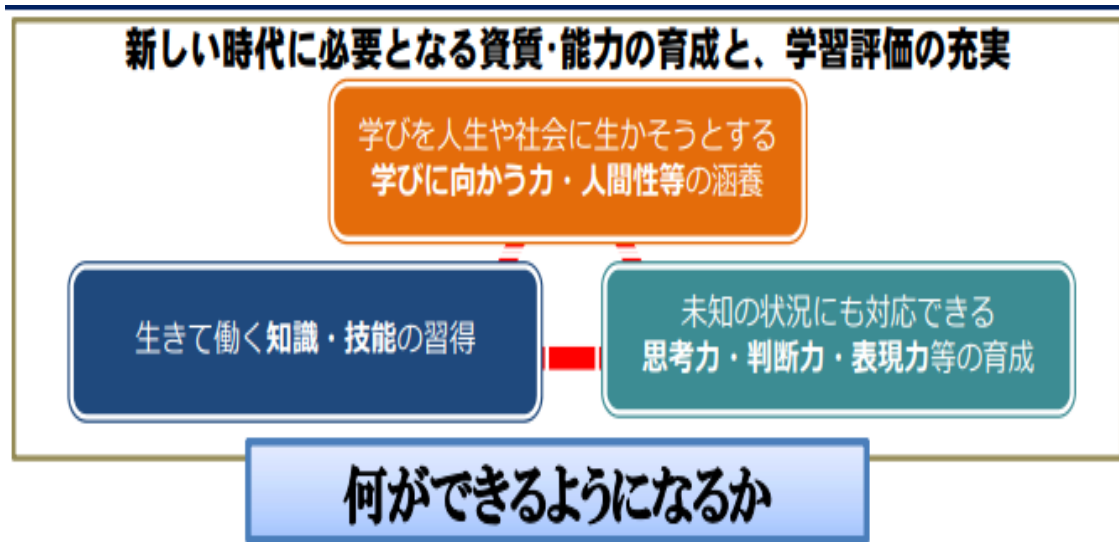 新しい時代に必要となる資質･能力の育成と、学習評価の充実
学びを人生や社会に生かそうとする
学びに向かう力・人間性等の涵養
生きて働く知識・技能の習得
未知の状況にも対応できる
思考力・判断力・表現力等の育成
何ができるようになるか